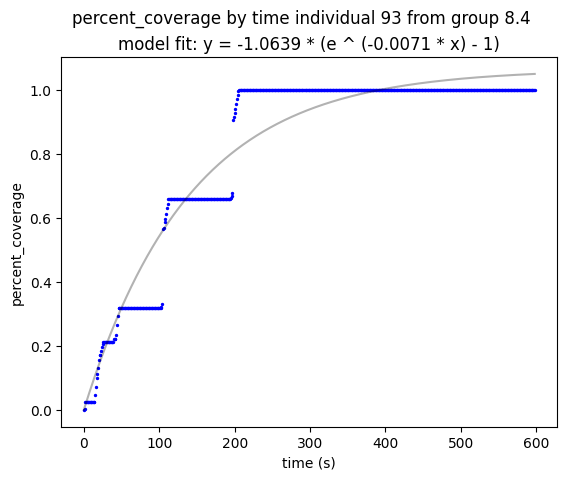 percent_coverage by time individual 93 from group 8.4
model fit: y = -1.0639 * (e ^ (-0.0071 * x) - 1)
1.0
0.8
0.6
0.4
0.2
0.0
percent_coverage
0 100 200 300 400 500 600
time (s)